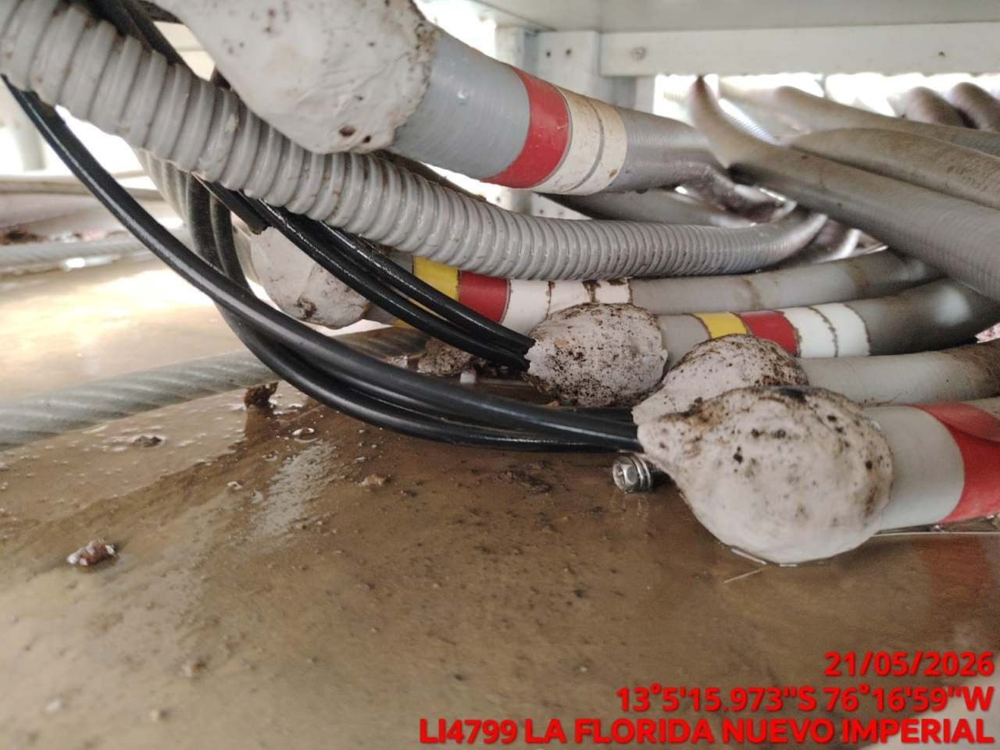 21/05/2026
13°5'15.973"S 76°16'59"W
LI4799 LA FLORIDA NUEVO IMPERIAL